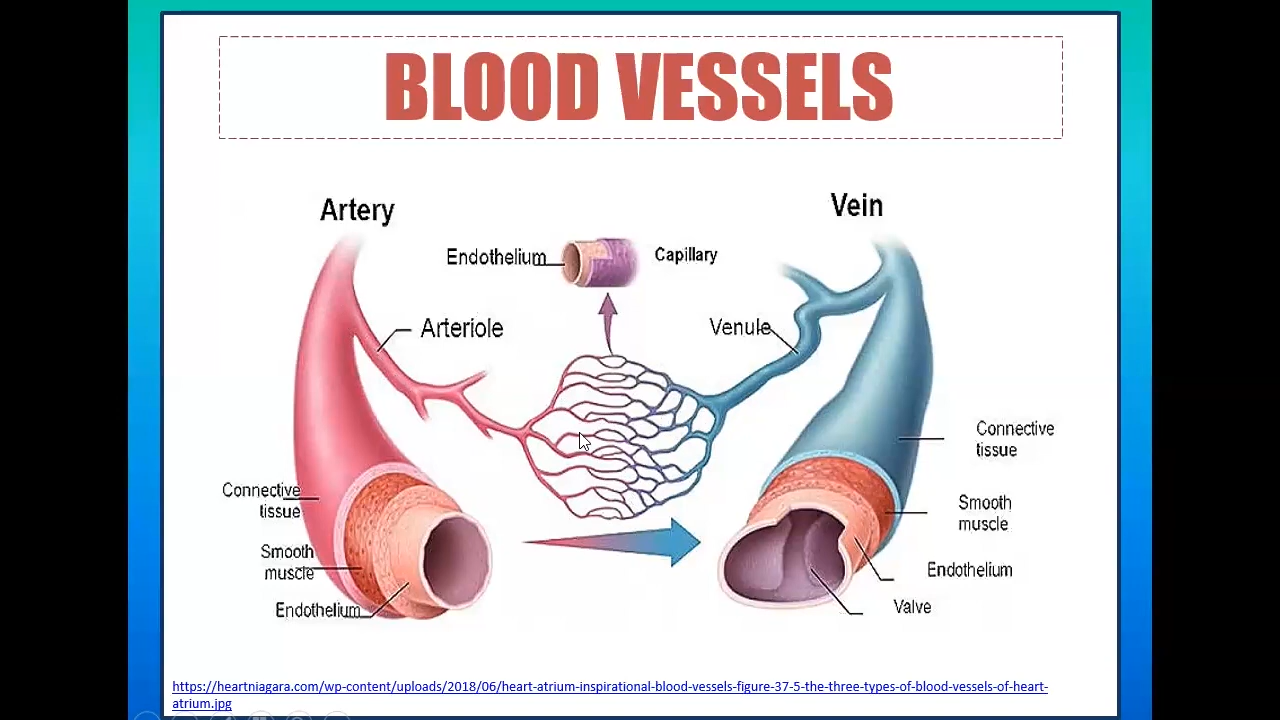 BLOOD VESSELS
Artery
Vein
Endothelium
Capillary
Arteriole
Venule
Connective
tissue
Connective
tissue
Smooth
muscle
Smooth
muscle
Endothelium
Endothelium
Valve
https://heartniagara.com/wp-content/uploads/2018/06/heart-atrium-inspirational-blood-vessels-figure-37-5-the-three-types-of-blood-vessels-of-heart-
atrium.jpg